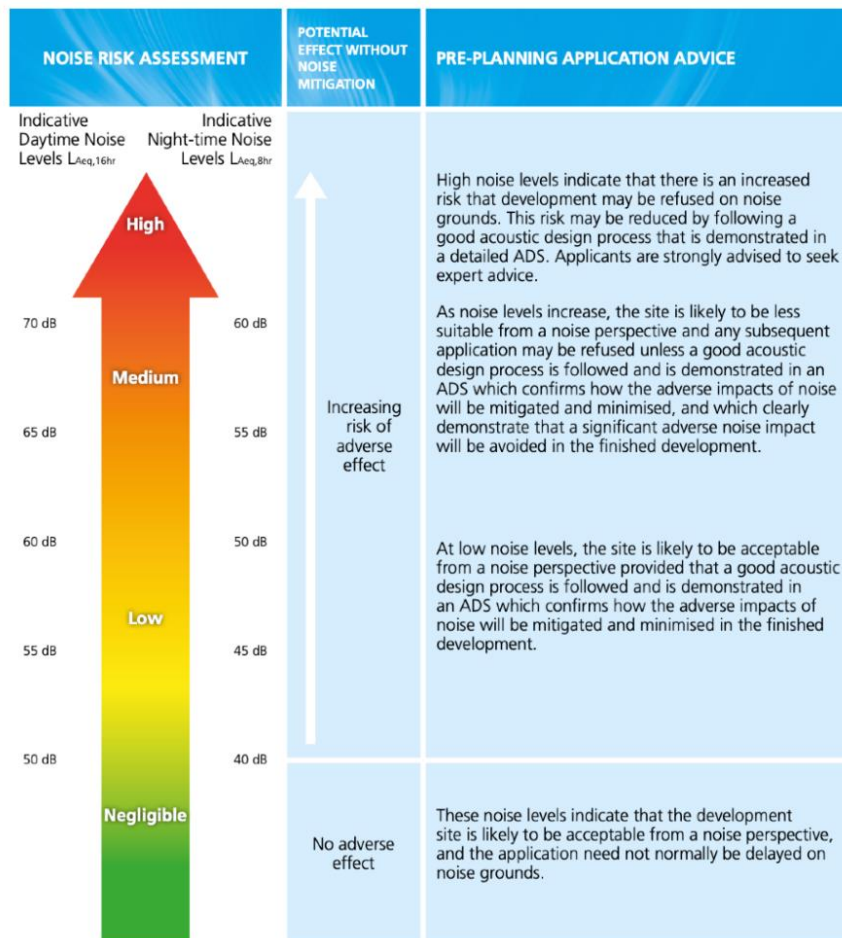 NOISE RISK ASSESSMENT
POTENTIAL
EFFECT WITHOUT
NOISE
MITIGATION
PRE-PLANNING APPLICATION ADVICE
Indicative
Daytime Noise
Levels LAeq,16hr
Indicative
Night-time Noise
Levels LAeq,8hr
High
70 dB
60 dB
Medium
65 dB
55 dB
60 dB
50 dB
Low
55 dB
45 dB
50 dB
40 dB
Negligible
Increasing
risk of
adverse
effect
No adverse
effect
High noise levels indicate that there is an increased
risk that development may be refused on noise
grounds. This risk may be reduced by following a
good acoustic design process that is demonstrated in
a detailed ADS. Applicants are strongly advised to seek
expert advice.
As noise levels increase, the site is likely to be less
suitable from a noise perspective and any subsequent
application may be refused unless a good acoustic
design process is followed and is demonstrated in an
ADS which confirms how the adverse impacts of noise
will be mitigated and minimised, and which clearly
demonstrate that a significant adverse noise impact
will be avoided in the finished development.
At low noise levels, the site is likely to be acceptable
from a noise perspective provided that a good acoustic
design process is followed and is demonstrated in
an ADS which confirms how the adverse impacts of
noise will be mitigated and minimised in the finished
development.
These noise levels indicate that the development
site is likely to be acceptable from a noise perspective,
and the application need not normally be delayed on
noise grounds.